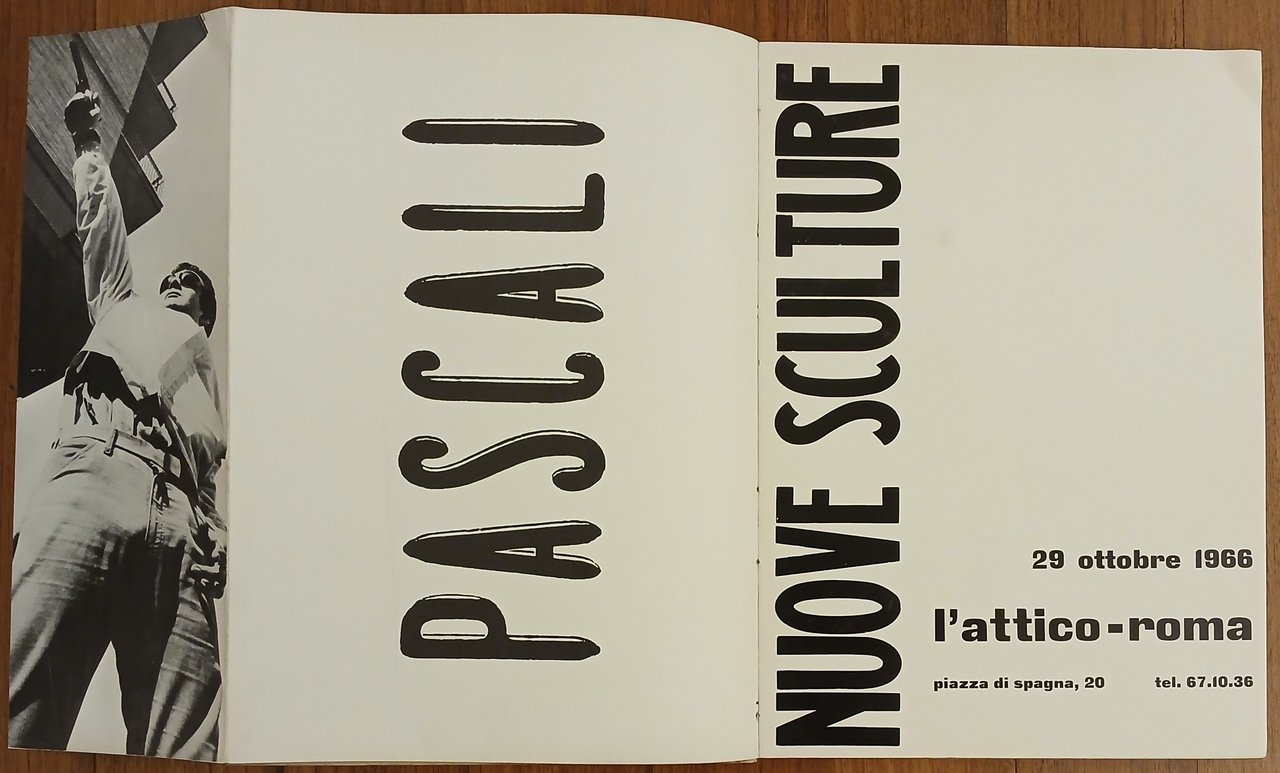 PASCALI
NUOVE SCULTURE
29 ottobre 1966
l'attico-roma
piazza di spagna, 20 tel. 67.10.36